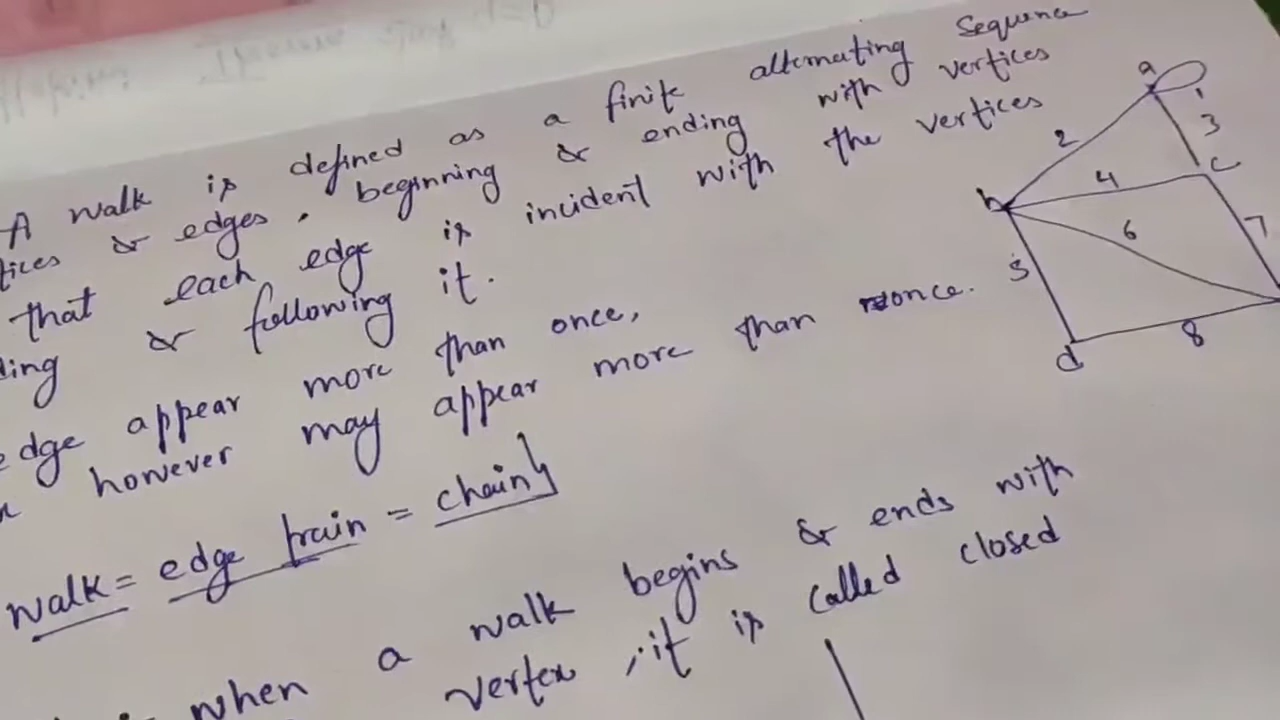 A walk is defined as a finite alternating sequence
tices & edges, beginning & ending with vertices
that each edge is incident with the vertices
ding & following it.
edge appear more than once,
however may appear more than once.
walk = edge train = chain
when a walk begins & ends with
vertex, it is called closed
a
1
2
3
b
4
c
6
7
5
d
8